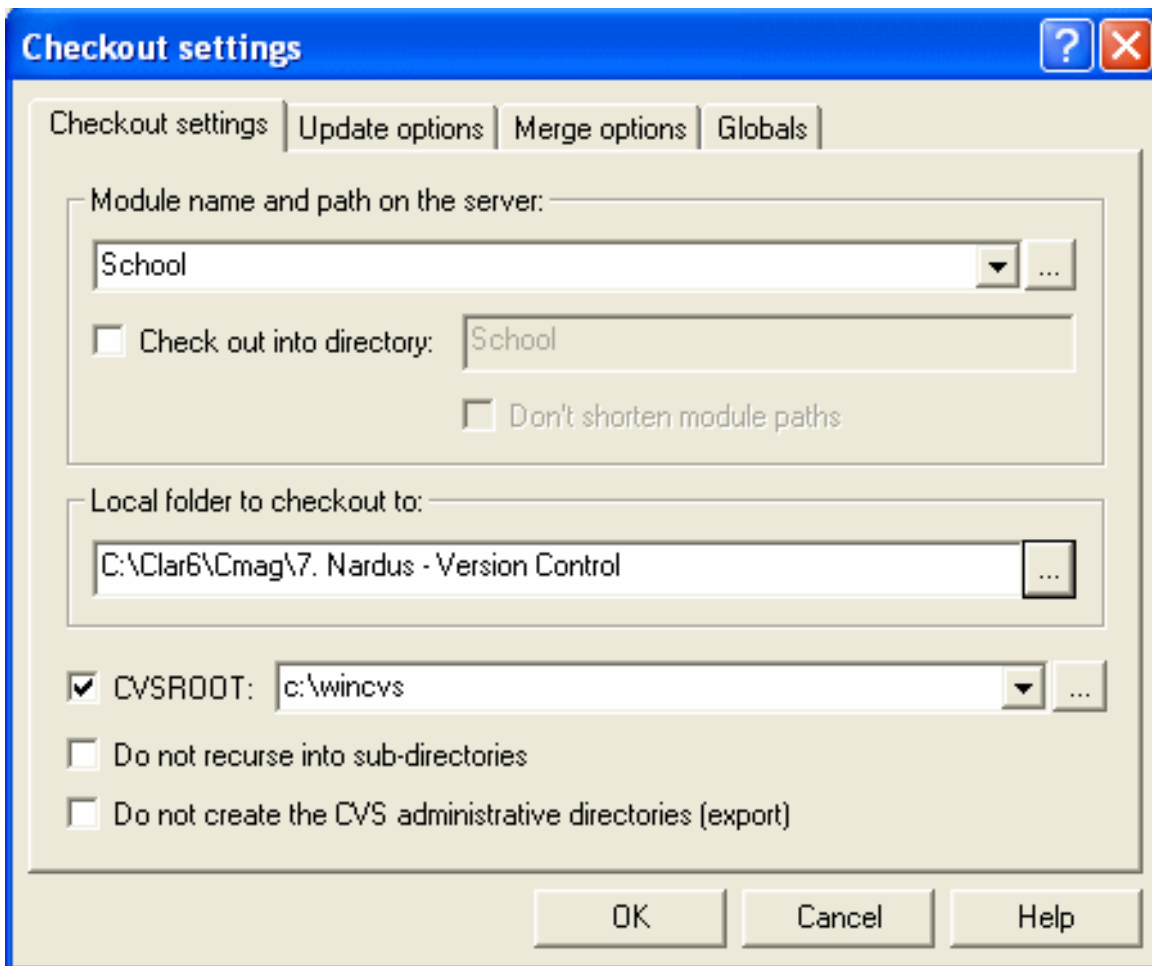 Checkout settings
Checkout settings Update options Merge options Globals
Module name and path on the server:
School ...
Check out into directory: School
Don't shorten module paths
Local folder to checkout to:
C:\Clar6\Cmag\7. Nardus - Version Control ...
CVSROOT: c:\wincvs ...
Do not recurse into sub-directories
Do not create the CVS administrative directories (export)
OK Cancel Help